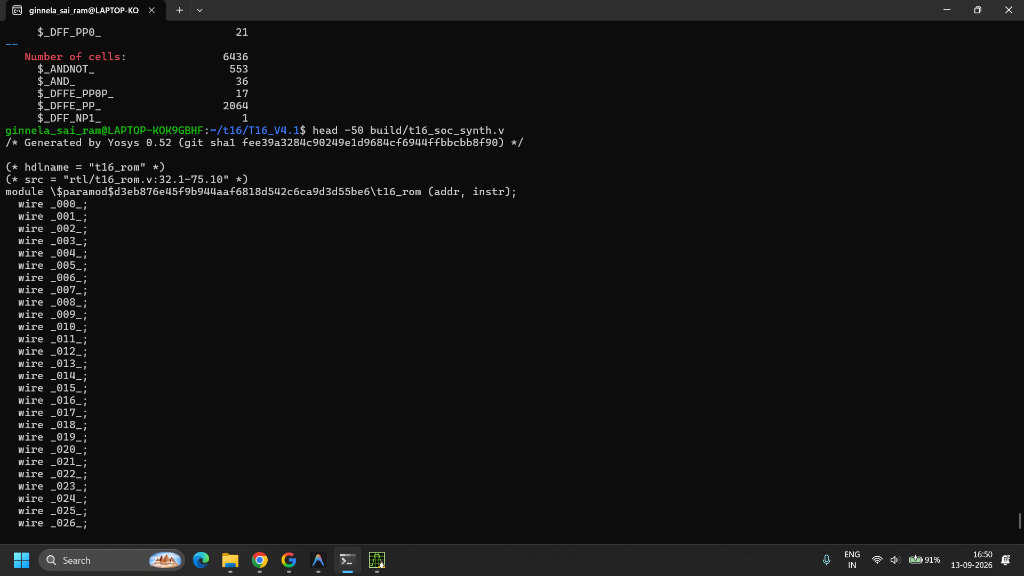 ginnela_sai_ram@LAPTOP-KO
$_DFF_PP0_ 21
--
Number of cells: 6436
$_ANDNOT_ 553
$_AND_ 36
$_DFFE_PP0P_ 17
$_DFFE_PP_ 2064
$_DFF_NP1_ 1
ginnela_sai_ram@LAPTOP-KOK9GBHF:~/t16/T16_V4.1$ head -50 build/t16_soc_synth.v
/* Generated by Yosys 0.52 (git sha1 fee39a3284c90249e1d9684cf6944ffbbcbb8f90) */
(* hdlname = "t16_rom" *)
(* src = "rtl/t16_rom.v:32.1-75.10" *)
module \$paramod$d3eb876e45f9b944aaf6818d542c6ca9d3d55be6\t16_rom (addr, instr);
wire _000_;
wire _001_;
wire _002_;
wire _003_;
wire _004_;
wire _005_;
wire _006_;
wire _007_;
wire _008_;
wire _009_;
wire _010_;
wire _011_;
wire _012_;
wire _013_;
wire _014_;
wire _015_;
wire _016_;
wire _017_;
wire _018_;
wire _019_;
wire _020_;
wire _021_;
wire _022_;
wire _023_;
wire _024_;
wire _025_;
wire _026_;
Search
ENG
IN
91%
16:50
13-09-2026